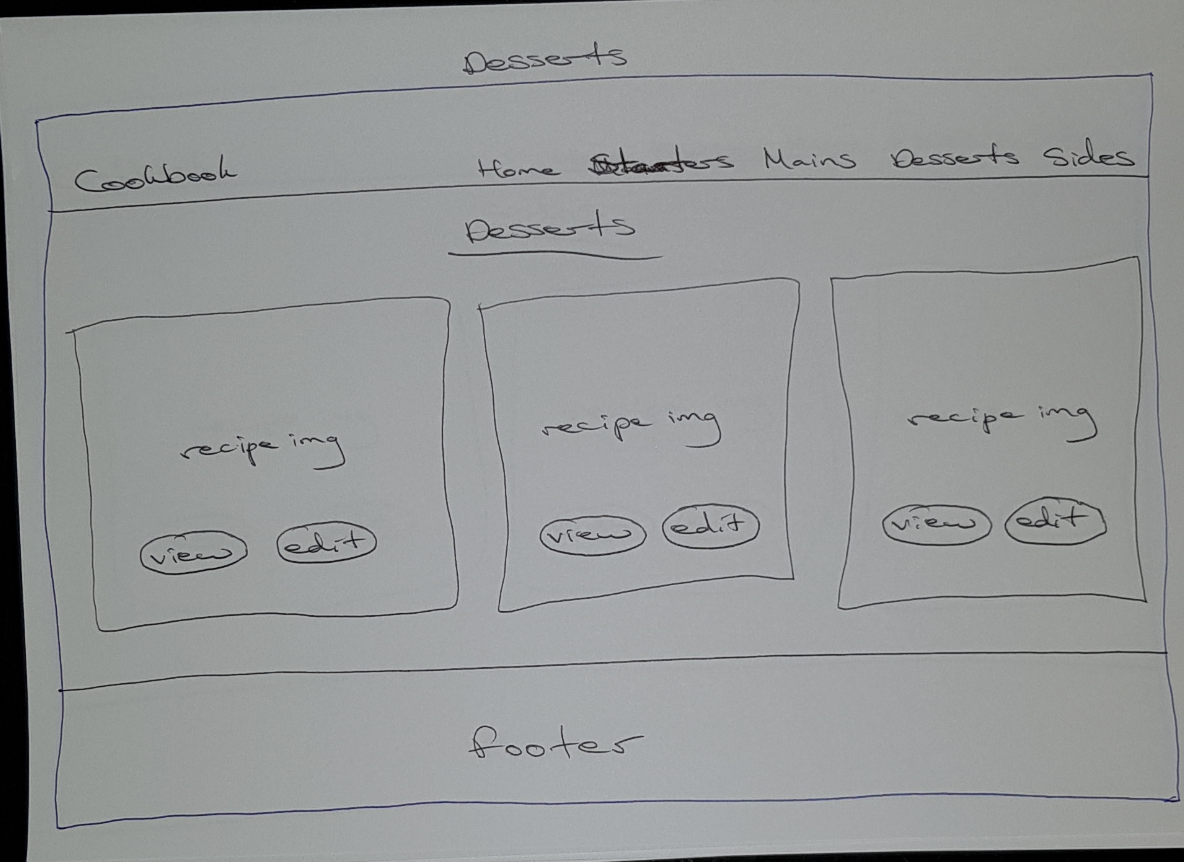 Desserts
Cookbook Home Starters Mains Desserts Sides
Desserts
recipe img recipe img recipe img
view edit view edit view edit
footer